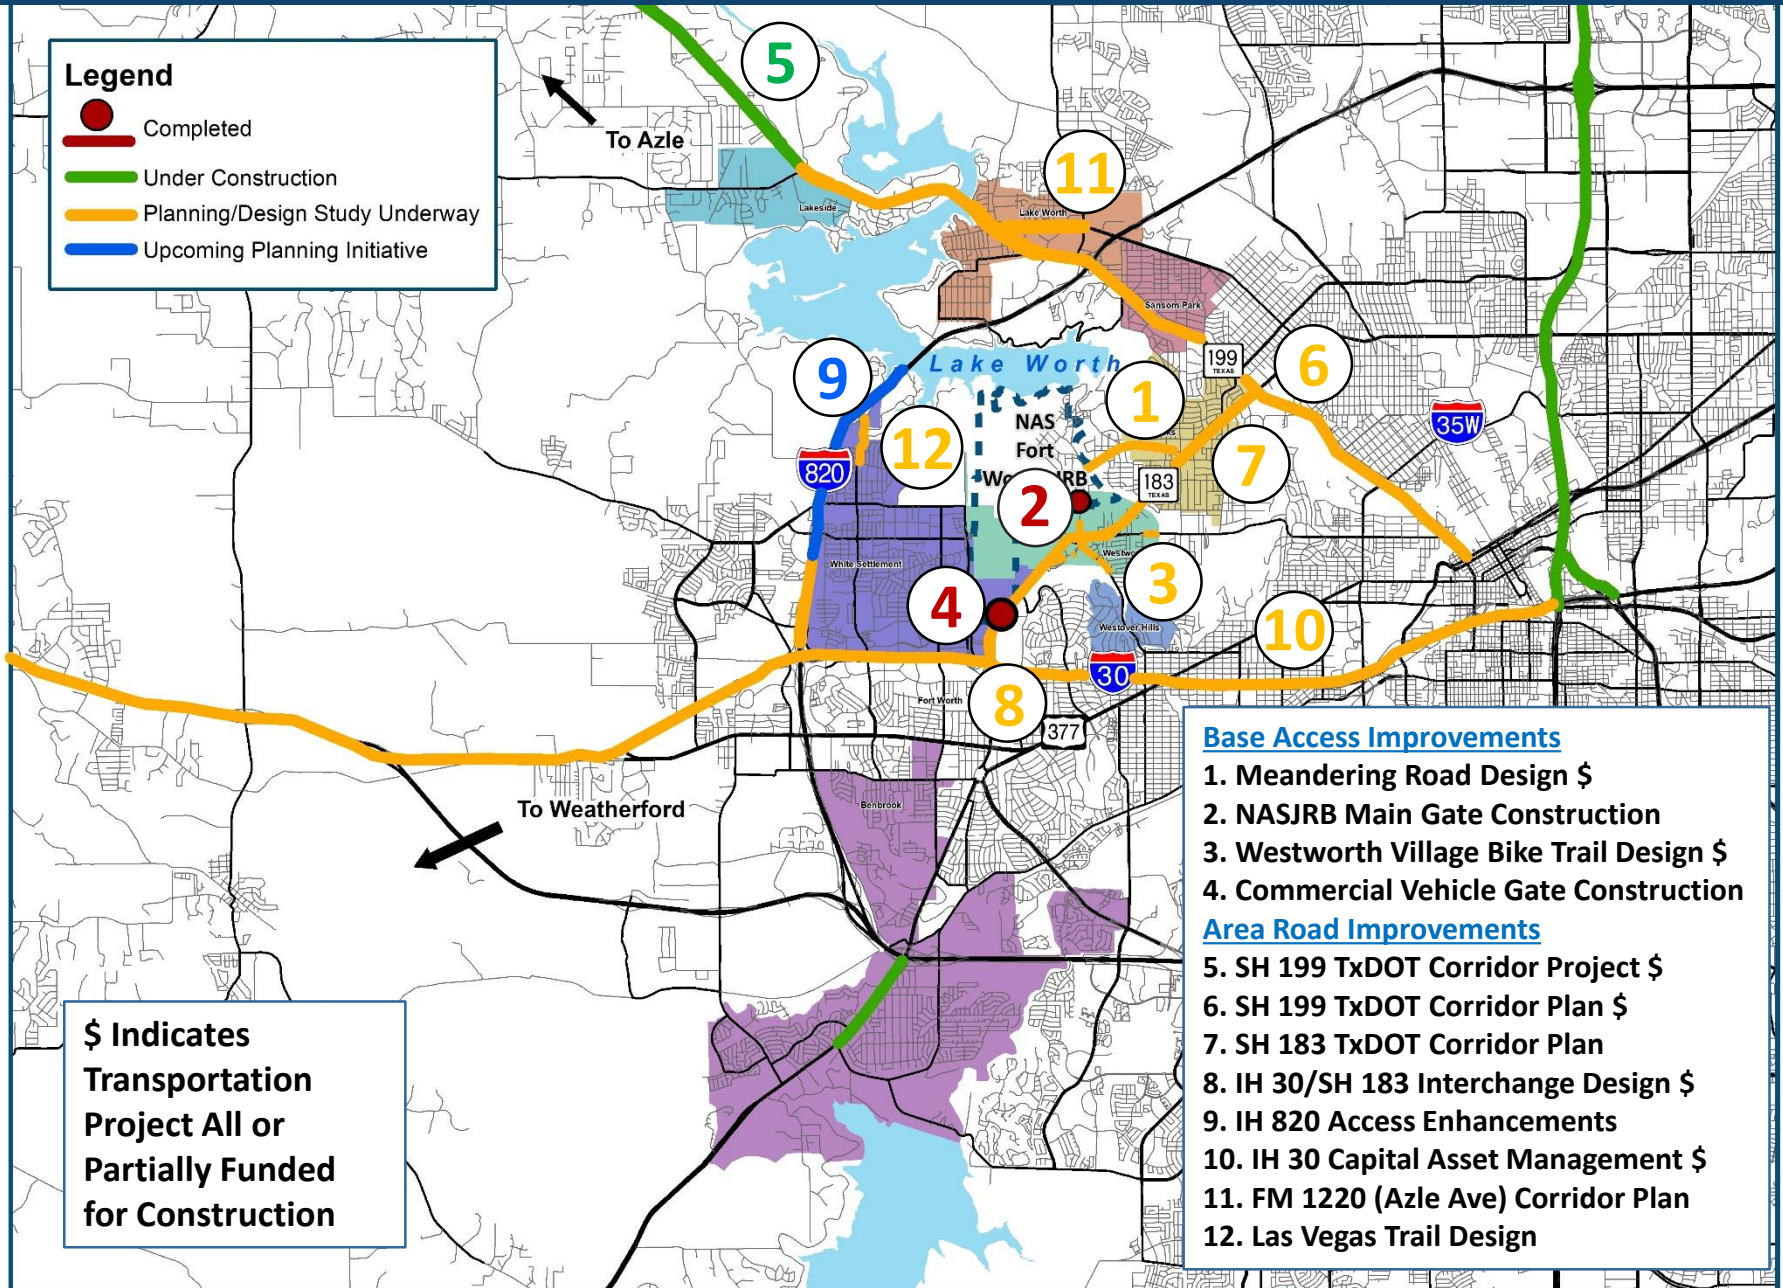 Legend
Completed
Under Construction
Planning/Design Study Underway
Upcoming Planning Initiative
5
To Azle
11
Lakeside
Lake Worth
Sansom Park
199
TEXAS
6
Lake Worth
9
1
NAS
Fort
35W
12
820
7
183
TEXAS
JRB
2
White Settlement
3
4
Westover Hills
10
30
8
Fort Worth
377
To Weatherford
Benbrook
Base Access Improvements
1. Meandering Road Design $
2. NASJRB Main Gate Construction
3. Westworth Village Bike Trail Design $
4. Commercial Vehicle Gate Construction
Area Road Improvements
5. SH 199 TxDOT Corridor Project $
6. SH 199 TxDOT Corridor Plan $
7. SH 183 TxDOT Corridor Plan
8. IH 30/SH 183 Interchange Design $
9. IH 820 Access Enhancements
10. IH 30 Capital Asset Management $
11. FM 1220 (Azle Ave) Corridor Plan
12. Las Vegas Trail Design
$ Indicates
Transportation
Project All or
Partially Funded
for Construction